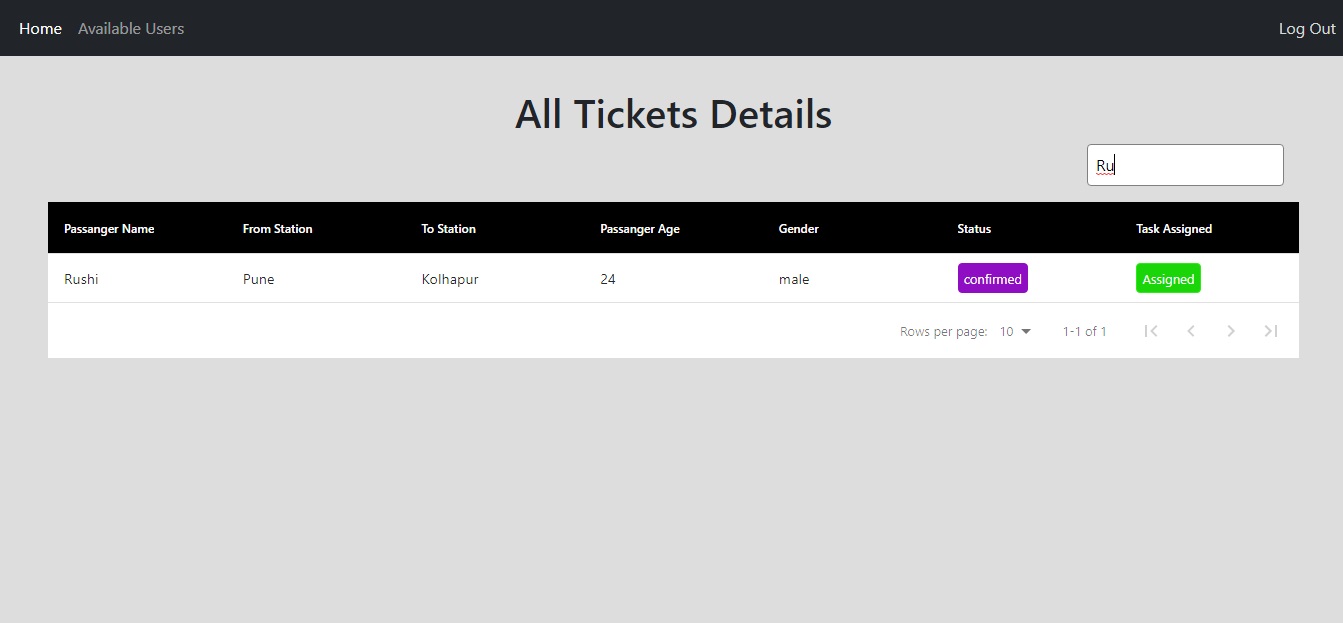 Home Available Users Log Out
All Tickets Details
Ru
Passanger Name From Station To Station Passanger Age Gender Status Task Assigned
Rushi Pune Kolhapur 24 male confirmed Assigned
Rows per page: 10 1-1 of 1